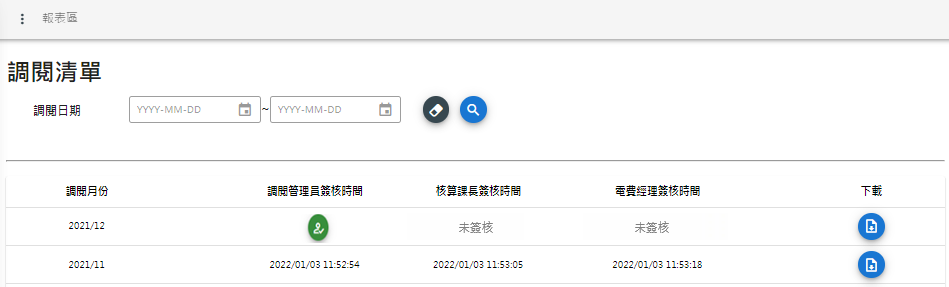 報表區
調閱清單
調閱日期 YYYY-MM-DD ~ YYYY-MM-DD
調閱月份 調閱管理員簽核時間 核算課長簽核時間 電費經理簽核時間 下載
2021/12 未簽核 未簽核
2021/11 2022/01/03 11:52:54 2022/01/03 11:53:05 2022/01/03 11:53:18